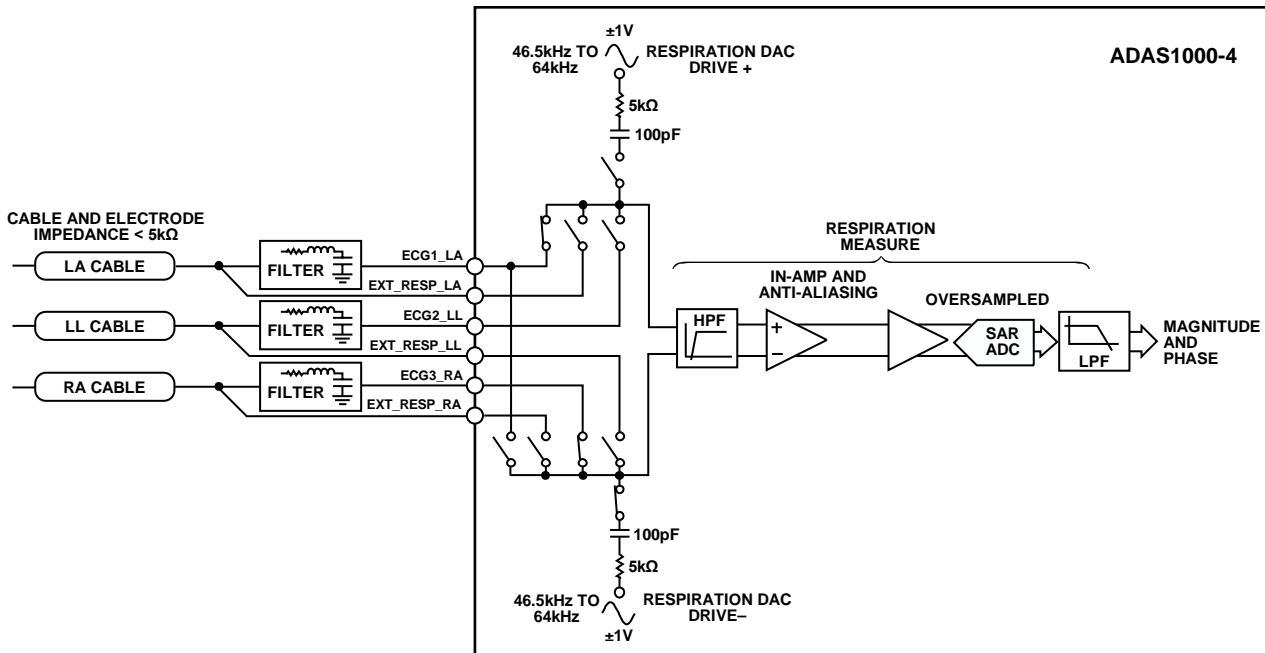 ±1V
46.5kHz TO
64kHz
RESPIRATION DAC
DRIVE +
ADAS1000-4
5kΩ
100pF
CABLE AND ELECTRODE
IMPEDANCE < 5kΩ
LA CABLE
FILTER
ECG1_LA
EXT_RESP_LA
LL CABLE
FILTER
ECG2_LL
EXT_RESP_LL
RA CABLE
FILTER
ECG3_RA
EXT_RESP_RA
RESPIRATION
MEASURE
IN-AMP AND
ANTI-ALIASING
OVERSAMPLED
HPF
+
–
SAR
ADC
LPF
MAGNITUDE
AND
PHASE
100pF
5kΩ
46.5kHz TO
64kHz
RESPIRATION DAC
DRIVE–
±1V